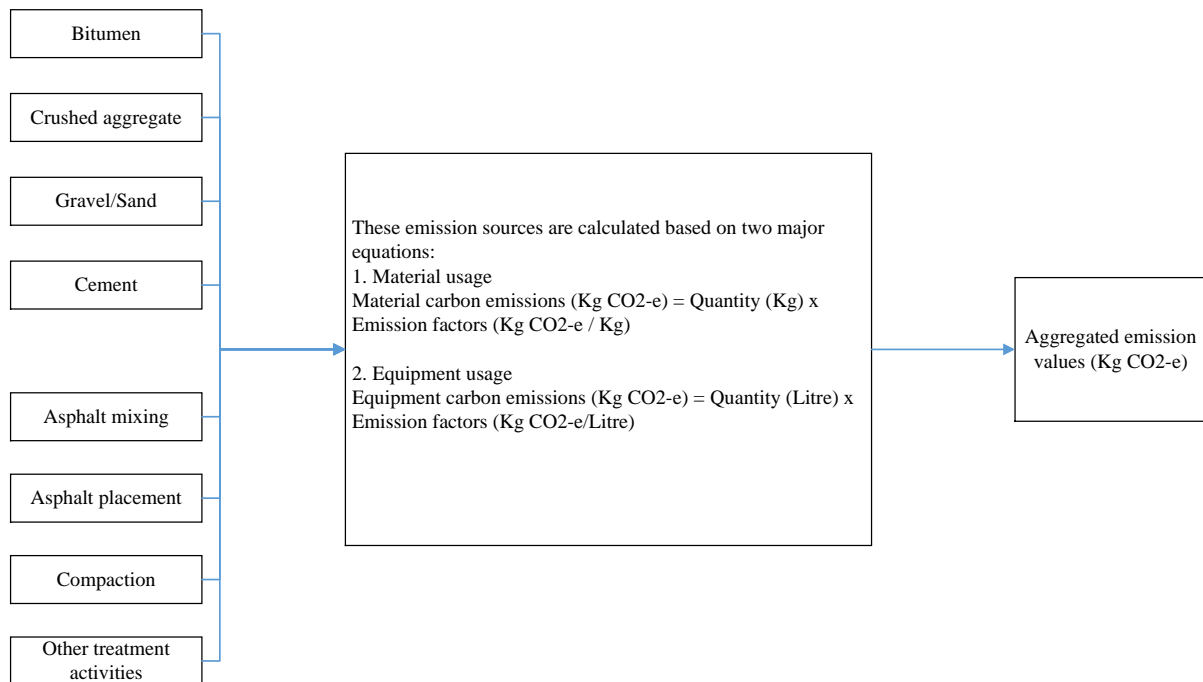 Bitumen
Crushed aggregate
Gravel/Sand
Cement
Asphalt mixing
Asphalt placement
Compaction
Other treatment
activities
These emission sources are calculated based on two major
equations:
1. Material usage
Material carbon emissions (Kg CO2-e) = Quantity (Kg) x
Emission factors (Kg CO2-e / Kg)
2. Equipment usage
Equipment carbon emissions (Kg CO2-e) = Quantity (Litre) x
Emission factors (Kg CO2-e/Litre)
Aggregated emission
values (Kg CO2-e)